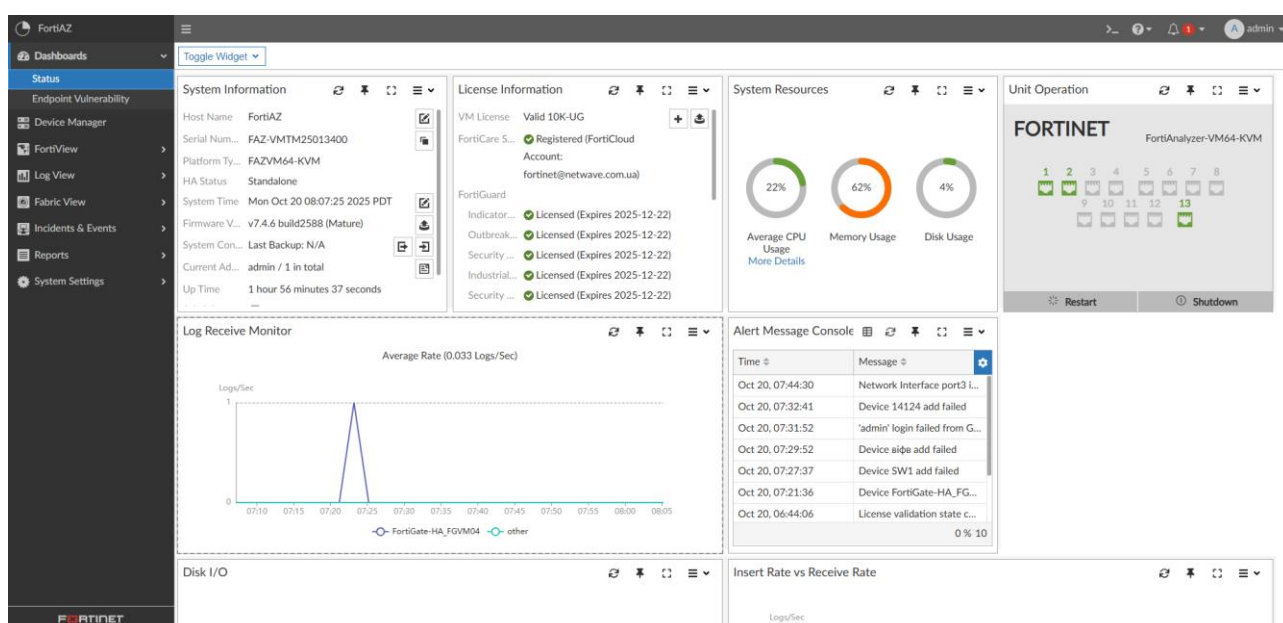 FortiAZ
>_
1
A
admin
Dashboards
Status
Endpoint Vulnerability
Device Manager
FortiView
Log View
Fabric View
Incidents & Events
Reports
System Settings
FORTINET
Toggle Widget
System Information
Host Name FortiAZ
Serial Num... FAZ-VMTM25013400
Platform Ty... FAZVM64-KVM
HA Status Standalone
System Time Mon Oct 20 08:07:25 2025 PDT
Firmware V... v7.4.6 build2588 (Mature)
System Con... Last Backup: N/A
Current Ad... admin / 1 in total
Up Time 1 hour 56 minutes 37 seconds
License Information
VM License Valid 10K-UG
FortiCare S... Registered (FortiCloud
Account:
fortinet@netwave.com.ua)
FortiGuard
Indicator... Licensed (Expires 2025-12-22)
Outbreak... Licensed (Expires 2025-12-22)
Security ... Licensed (Expires 2025-12-22)
Industrial... Licensed (Expires 2025-12-22)
Security ... Licensed (Expires 2025-12-22)
System Resources
22% 62% 4%
Average CPU Memory Usage Disk Usage
Usage
More Details
Unit Operation
FORTINET
FortiAnalyzer-VM64-KVM
1 2 3 4 5 6 7 8
9 10 11 12 13
Restart Shutdown
Log Receive Monitor
Average Rate (0.033 Logs/Sec)
Logs/Sec
1
0
07:10 07:15 07:20 07:25 07:30 07:35 07:40 07:45 07:50 07:55 08:00 08:05
FortiGate-HA_FGVM04 other
Alert Message Console
Time Message
Oct 20, 07:44:30 Network Interface port3 i...
Oct 20, 07:32:41 Device 14124 add failed
Oct 20, 07:31:52 'admin' login failed from G...
Oct 20, 07:29:52 Device віфв add failed
Oct 20, 07:27:37 Device SW1 add failed
Oct 20, 07:21:36 Device FortiGate-HA_FG...
Oct 20, 06:44:06 License validation state c...
0 % 10
Disk I/O
Insert Rate vs Receive Rate
Logs/Sec